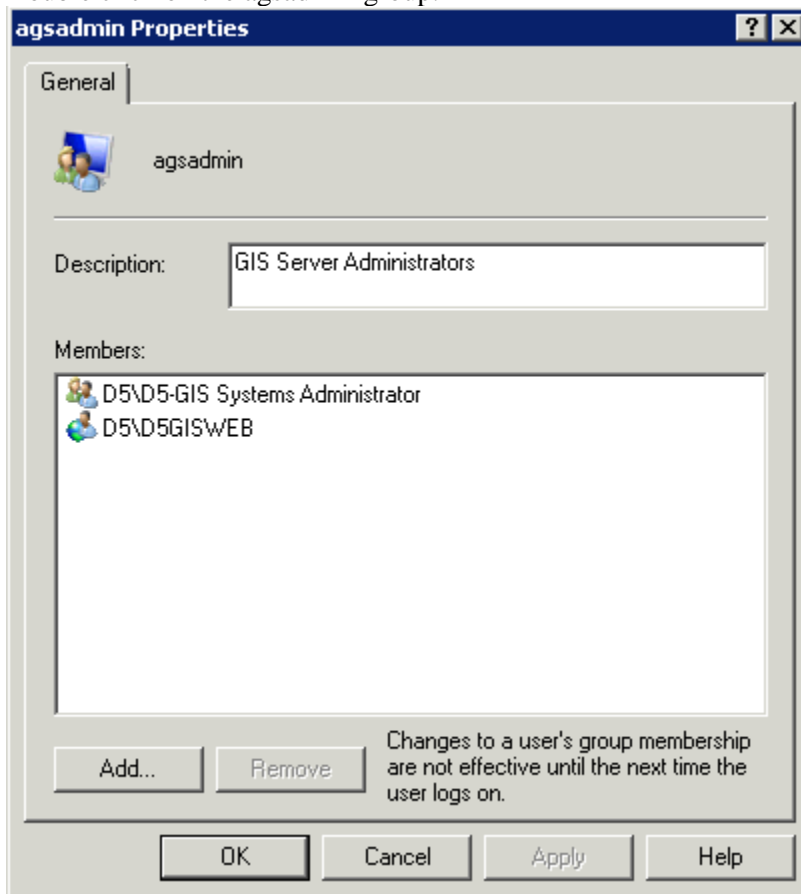 agsadmin Properties
General
agsadmin
Description:
GIS Server Administrators
Members:
D5\D5-GIS Systems Administrator
D5\D5GISWEB
Add...
Remove
Changes to a user's group membership
are not effective until the next time the
user logs on.
OK
Cancel
Apply
Help